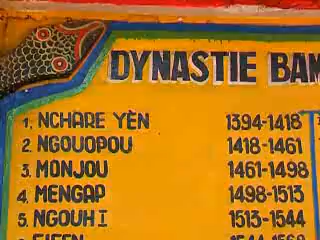 DYNASTIE BAM
1. NCHARE YÈN 1394-1418
2. NGOUOPOU 1418-1461
3. MONJOU 1461-1498
4. MENGAP 1498-1513
5. NGOUHI 1513-1544